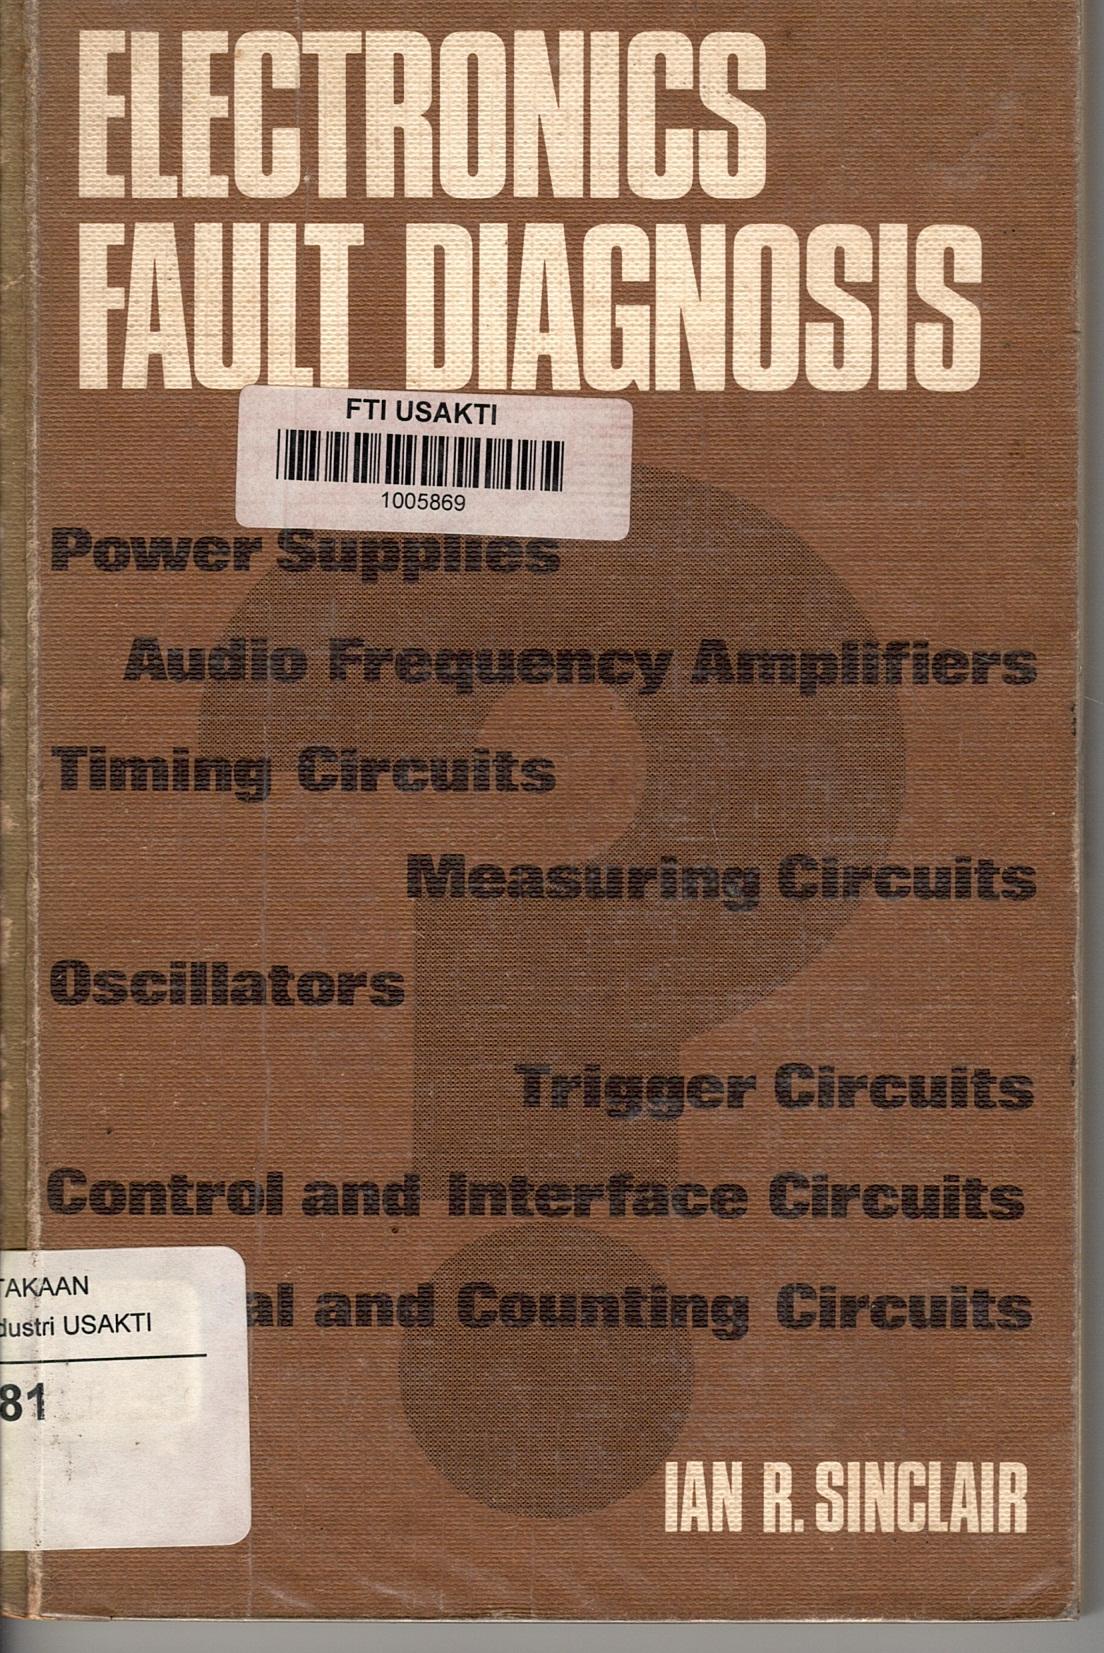 ELECTRONICS
FAULT DIAGNOSIS
FTI USAKTI
1005869
Power Supplies
Audio Frequency Amplifiers
Timing Circuits
Measuring Circuits
Oscillators
Trigger Circuits
Control and Interface Circuits
TAKAAN
dustri USAKTI
al and Counting Circuits
81
IAN R. SINCLAIR